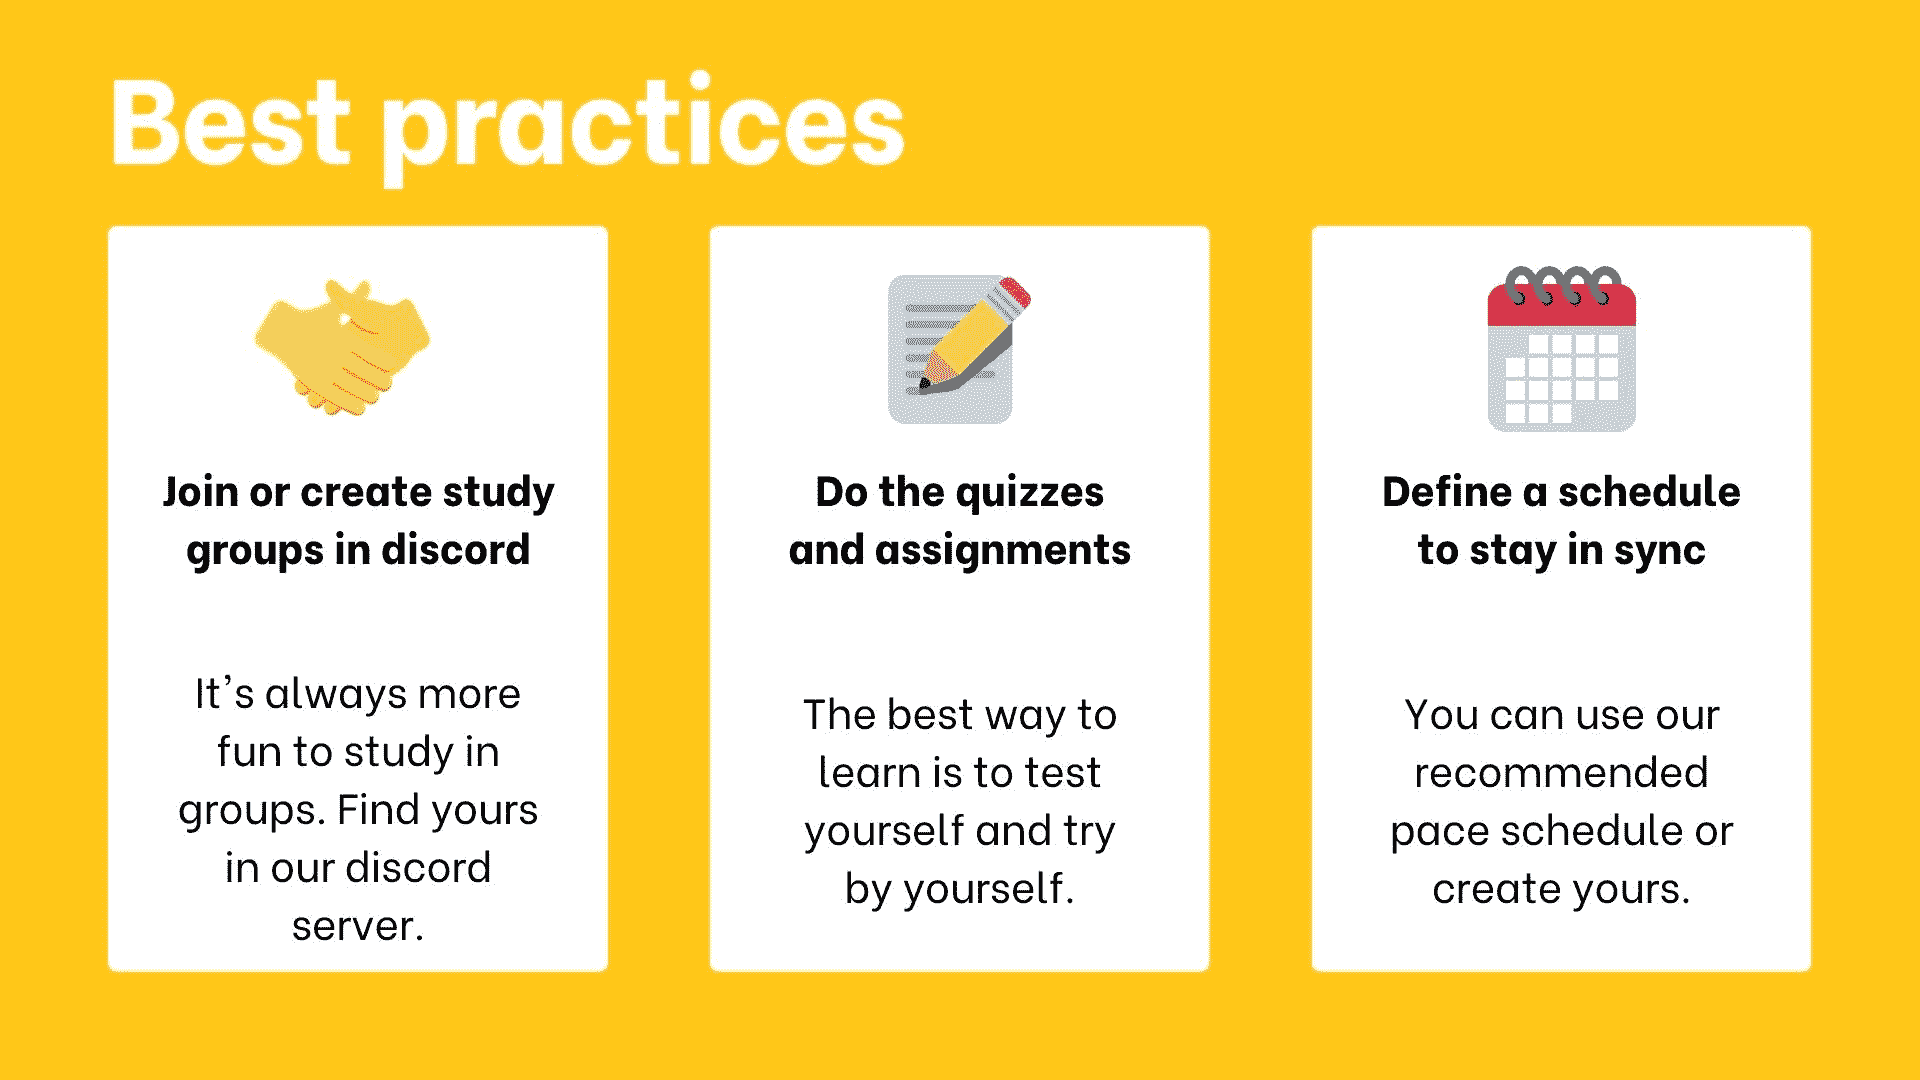 Best practices
Join or create study
groups in discord
It's always more
fun to study in
groups. Find yours
in our discord
server.
Do the quizzes
and assignments
The best way to
learn is to test
yourself and try
by yourself.
Define a schedule
to stay in sync
You can use our
recommended
pace schedule or
create yours.